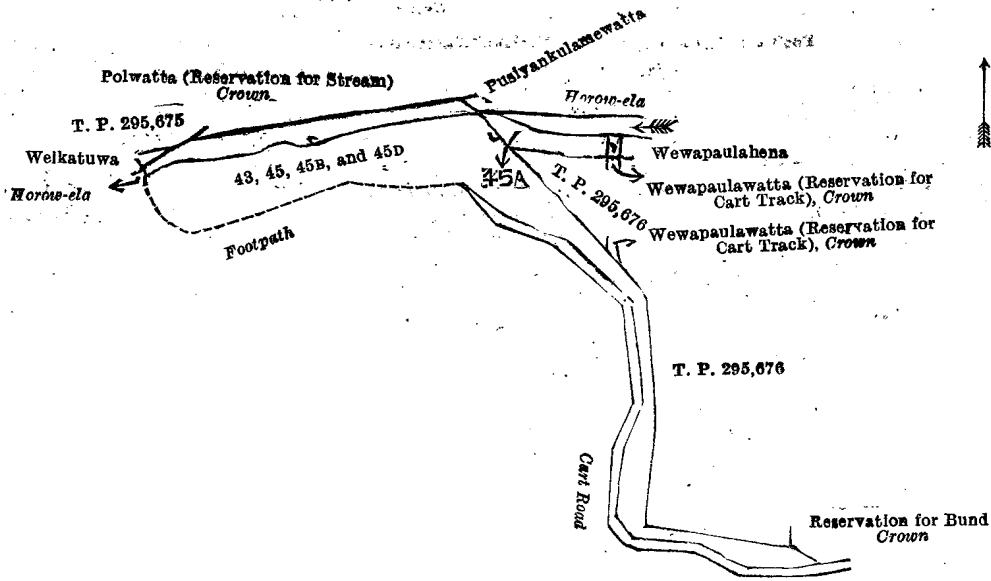 Pusiyankulamewatta
Polwatta (Reservation for Stream)
Crown
Horow-ela
T. P. 295,675
Welkatuwa
Wewapaulahena
43, 45, 45B, and 45D
45A
Horow-ela
T. P. 295,676
Wewapaulawatta (Reservation for
Cart Track), Crown
Footpath
Wewapaulawatta (Reservation for
Cart Track), Crown
T. P. 295,676
Cart Road
Reservation for Bund
Crown